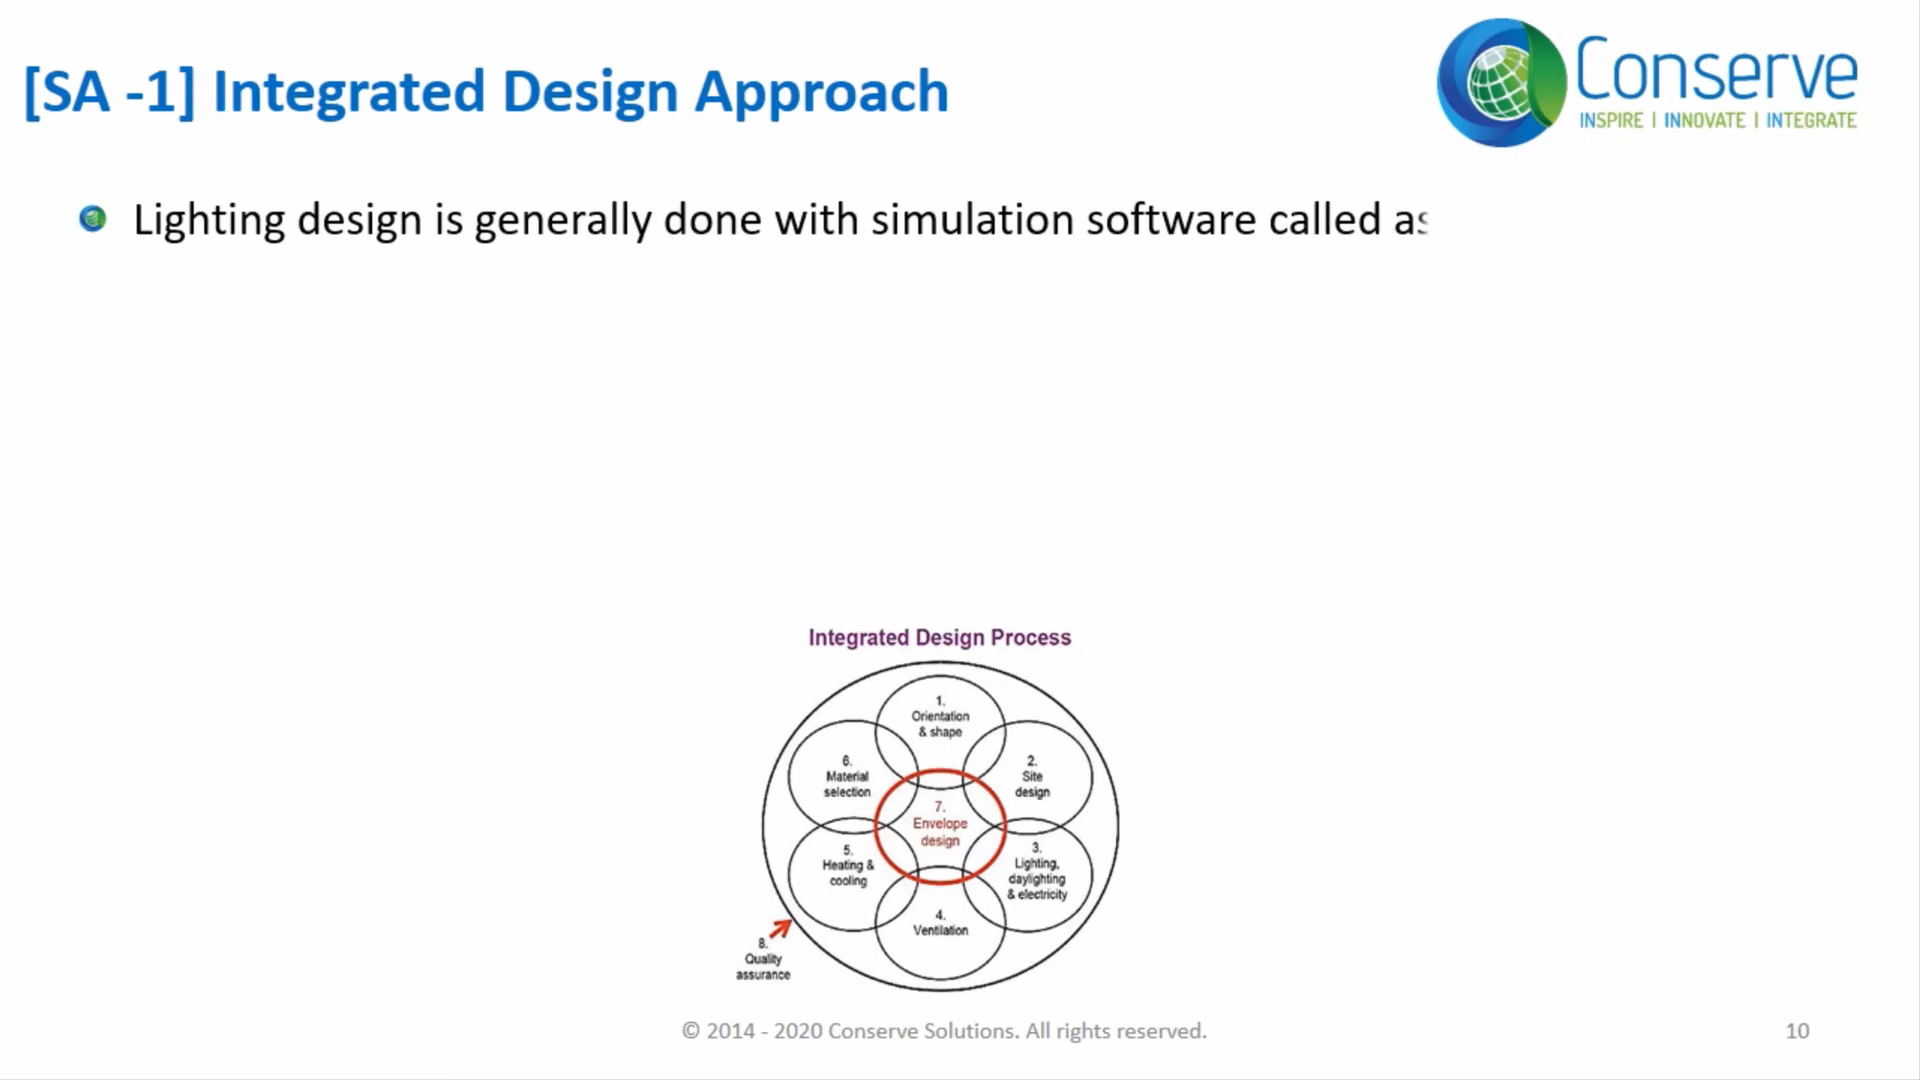 [SA -1] Integrated Design Approach
Conserve
INSPIRE | INNOVATE | INTEGRATE
Lighting design is generally done with simulation software called as
Integrated Design Process
1.
Orientation
& shape
2.
Site
design
3.
Lighting,
daylighting
& electricity
4.
Ventilation
5.
Heating &
cooling
6.
Material
selection
7.
Envelope
design
8.
Quality
assurance
© 2014 - 2020 Conserve Solutions. All rights reserved.
10